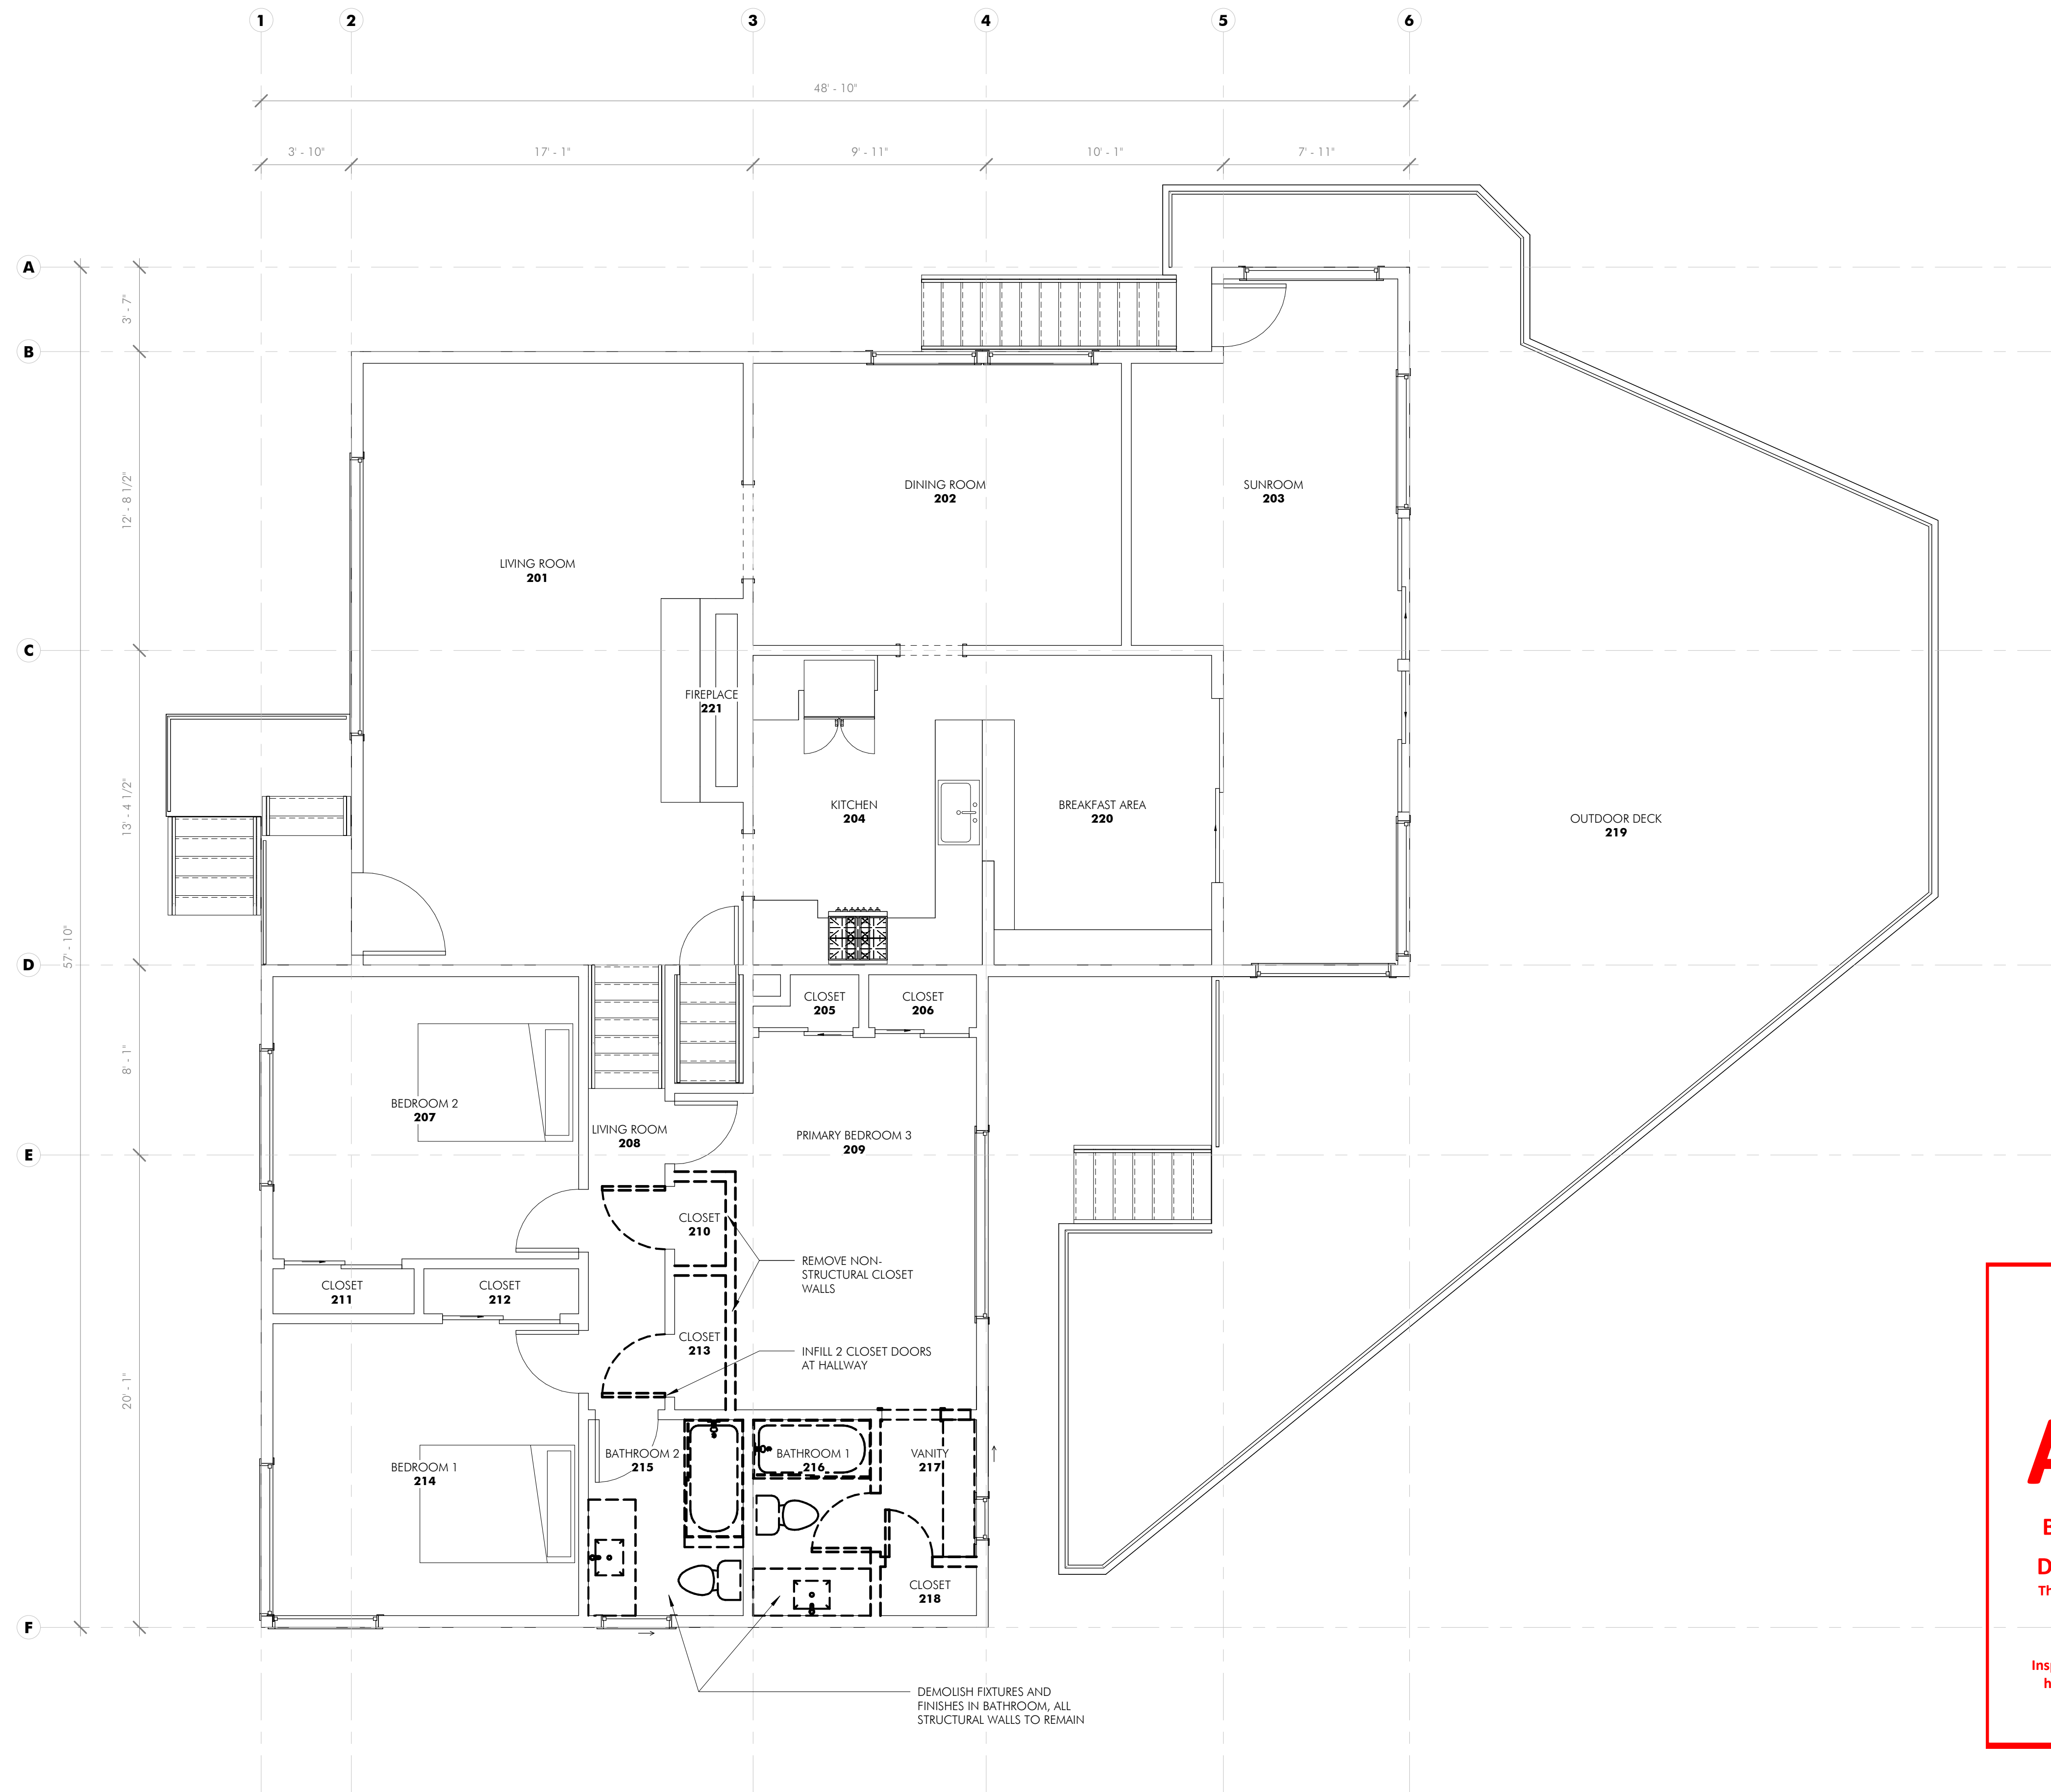 1 2 3 4 5 6
48' - 10"
3' - 10" 17' - 1" 9' - 11" 10' - 1" 7' - 11"
A
3' - 7"
B
12' - 8 1/2"
DINING ROOM
202
SUNROOM
203
LIVING ROOM
201
C
FIREPLACE
221
13' - 4 1/2"
KITCHEN
204
BREAKFAST AREA
220
OUTDOOR DECK
219
57' - 10"
D
CLOSET
205
CLOSET
206
8' - 1"
BEDROOM 2
207
LIVING ROOM
208
PRIMARY BEDROOM 3
209
E
CLOSET
210
REMOVE NON-
STRUCTURAL CLOSET
WALLS
CLOSET
211
CLOSET
212
CLOSET
213
INFILL 2 CLOSET DOORS
AT HALLWAY
20' - 1"
BEDROOM 1
214
BATHROOM 2
215
BATHROOM 1
216
VANITY
217
CLOSET
218
F
DEMOLISH FIXTURES AND
FINISHES IN BATHROOM, ALL
STRUCTURAL WALLS TO REMAIN